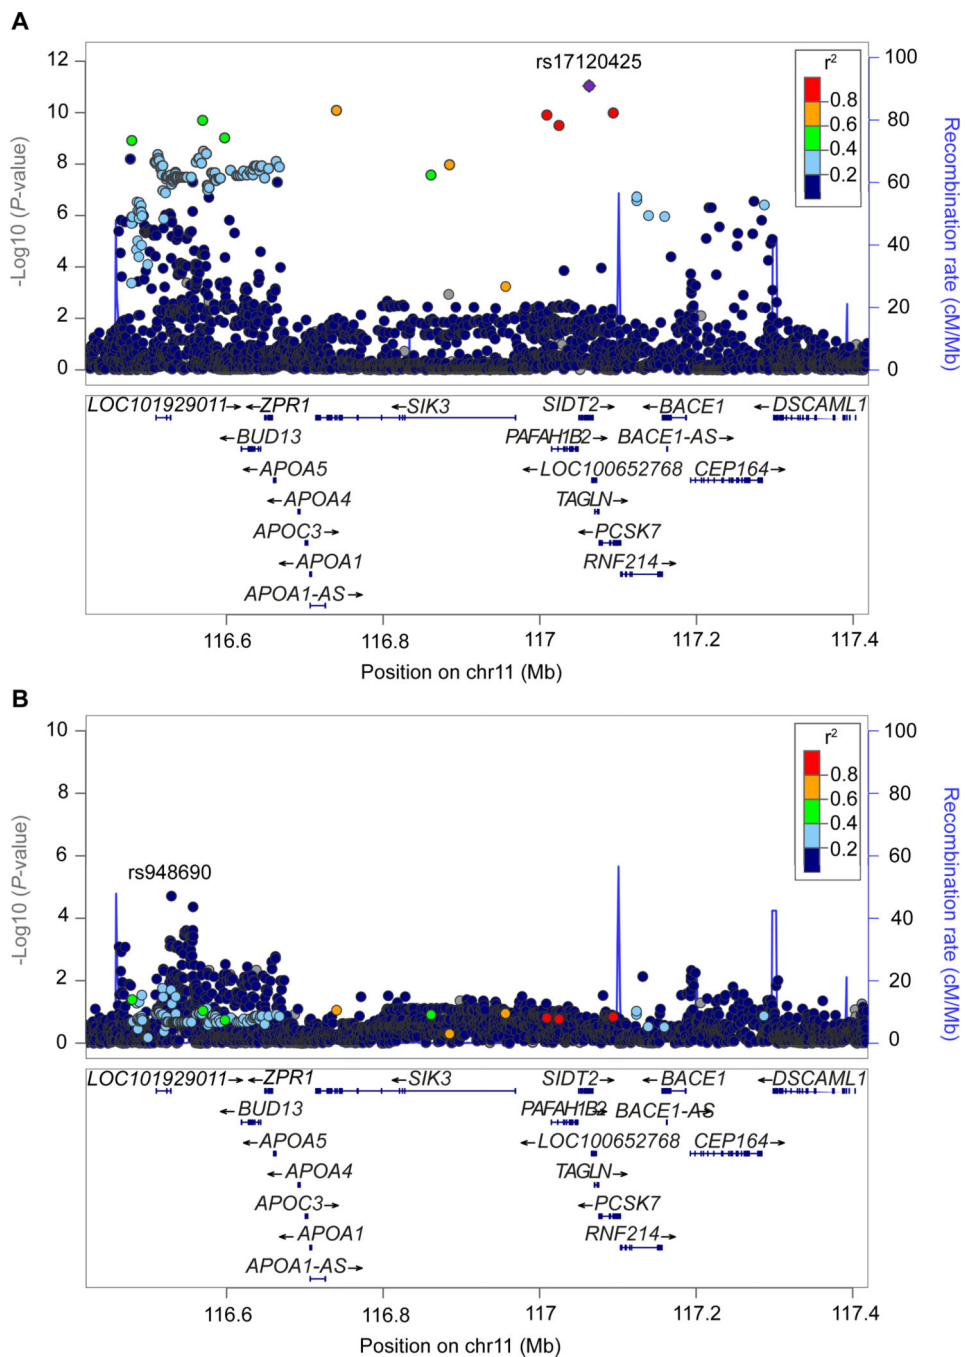 A
rs17120425
12
10
8
6
4
2
0
-Log10 (P-value)
100
80
60
40
20
0
Recombination rate (cM/Mb)
r²
0.8
0.6
0.4
0.2
LOC101929011→ ←ZPR1 ←SIK3 SIDT2→ ←BACE1 ←DSCAML1
←BUD13 PAFAH1B2→ BACE1-AS→
←APOA5 ←LOC100652768 CEP164→
←APOA4 TAGLN→
APOC3→ ←PCSK7
←APOA1 RNF214→
APOA1-AS→
116.6 116.8 117 117.2 117.4
Position on chr11 (Mb)
B
rs948690
10
8
6
4
2
0
-Log10 (P-value)
100
80
60
40
20
0
Recombination rate (cM/Mb)
r²
0.8
0.6
0.4
0.2
LOC101929011→ ←ZPR1 ←SIK3 SIDT2→ ←BACE1 ←DSCAML1
←BUD13 PAFAH1B2→ BACE1-AS→
←APOA5 ←LOC100652768 CEP164→
←APOA4 TAGLN→
APOC3→ ←PCSK7
←APOA1 RNF214→
APOA1-AS→
116.6 116.8 117 117.2 117.4
Position on chr11 (Mb)